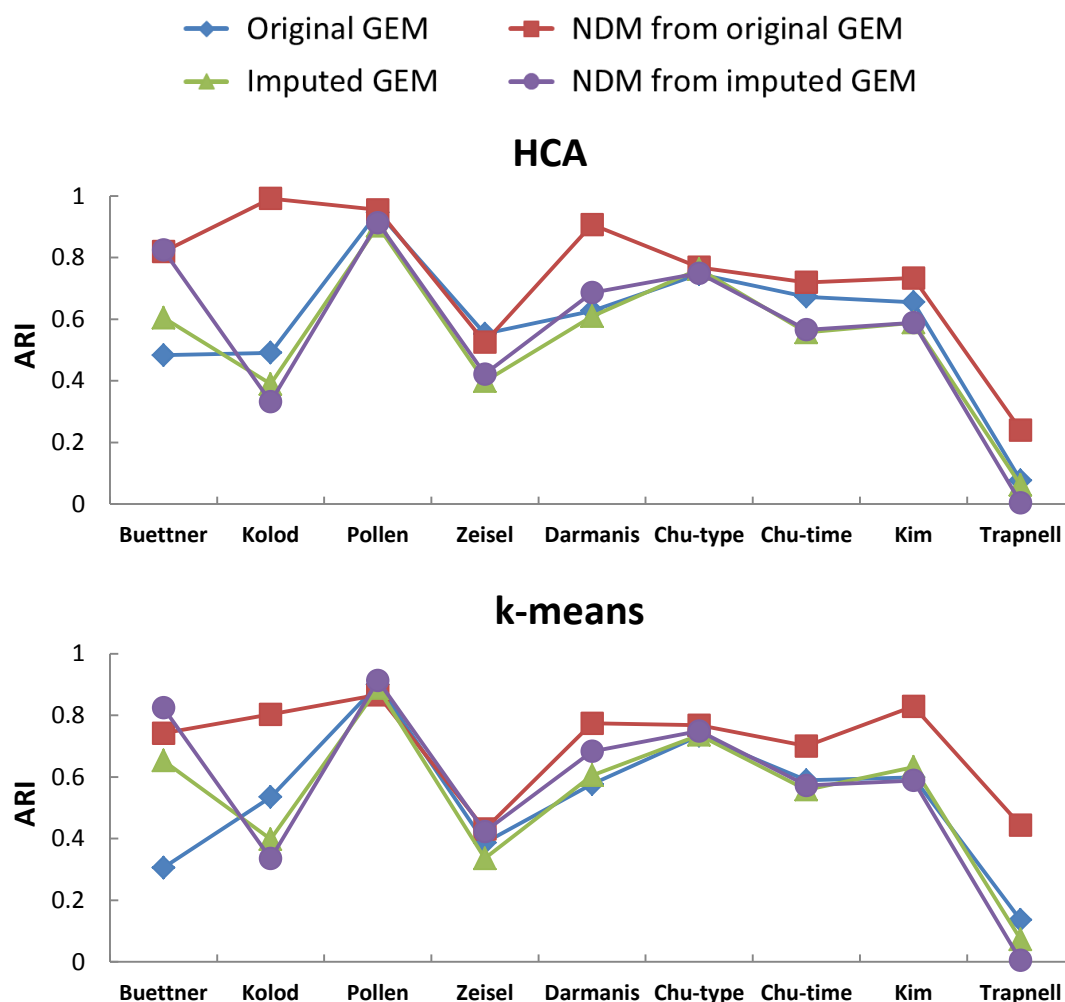 Original GEM NDM from original GEM
Imputed GEM NDM from imputed GEM
HCA
1
0.8
0.6
0.4
0.2
0
ARI
Buettner Kolod Pollen Zeisel Darmanis Chu-type Chu-time Kim Trapnell
k-means
1
0.8
0.6
0.4
0.2
0
ARI
Buettner Kolod Pollen Zeisel Darmanis Chu-type Chu-time Kim Trapnell